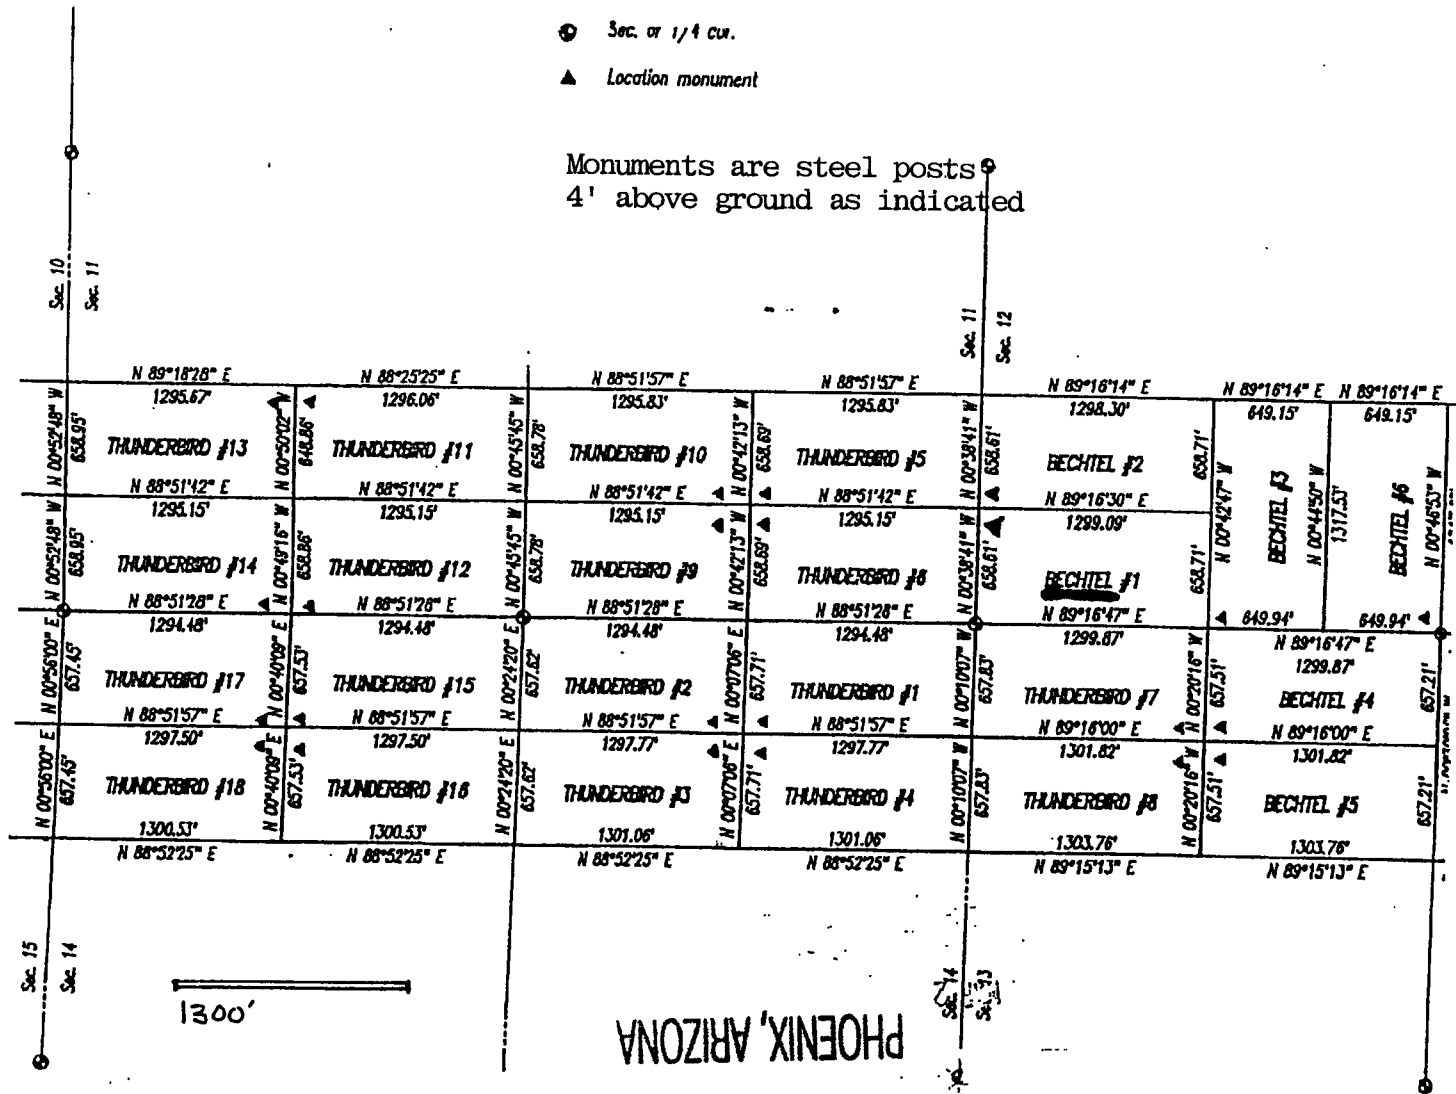 Sec. or 1/4 cor.
Location monument
Monuments are steel posts
4' above ground as indicated
Sec. 10
Sec. 11
Sec. 11
Sec. 12
N 89°18'28" E
N 88°25'25" E
N 88°51'57" E
N 88°51'57" E
N 89°16'14" E
N 89°16'14" E
N 89°16'14" E
1295.67'
1296.06'
1295.83'
1295.83'
1298.30'
649.15'
649.15'
N 00°52'48" W
658.95'
THUNDERBIRD #13
N 00°50'02" W
648.86'
THUNDERBIRD #11
N 00°45'45" W
658.78'
THUNDERBIRD #10
N 00°42'13" W
658.69'
THUNDERBIRD #5
N 00°38'41" W
658.61'
BECHTEL #2
658.71'
N 00°42'47" W
BECHTEL #3
N 00°44'50" W
1317.53'
BECHTEL #6
N 00°46'53" W
N 88°51'42" E
N 88°51'42" E
N 88°51'42" E
N 88°51'42" E
N 89°16'30" E
1295.15'
1295.15'
1295.15'
1295.15'
1299.09'
N 00°52'48" W
658.95'
THUNDERBIRD #14
N 00°49'16" W
658.86'
THUNDERBIRD #12
N 00°45'45" W
658.78'
THUNDERBIRD #9
N 00°42'13" W
658.69'
THUNDERBIRD #6
N 00°38'41" W
658.61'
BECHTEL #1
658.71'
N 88°51'28" E
N 88°51'28" E
N 88°51'28" E
N 88°51'28" E
N 89°16'47" E
649.94'
649.94'
1294.48'
1294.48'
1294.48'
1294.48'
1299.87'
N 89°16'47" E
1299.87'
N 00°56'00" E
657.45'
THUNDERBIRD #17
N 00°40'09" E
657.53'
THUNDERBIRD #15
N 00°24'20" E
657.62'
THUNDERBIRD #2
N 00°07'06" E
657.71'
THUNDERBIRD #1
N 00°10'07" W
657.83'
THUNDERBIRD #7
N 00°20'16" W
657.51'
BECHTEL #4
657.21'
N 88°51'57" E
N 88°51'57" E
N 88°51'57" E
N 88°51'57" E
N 89°16'00" E
N 89°16'00" E
1297.50'
1297.50'
1297.77'
1297.77'
1301.82'
1301.82'
N 00°56'00" E
657.45'
THUNDERBIRD #18
N 00°40'09" E
657.53'
THUNDERBIRD #16
N 00°24'20" E
657.62'
THUNDERBIRD #3
N 00°07'06" E
657.71'
THUNDERBIRD #4
N 00°10'07" W
657.83'
THUNDERBIRD #8
N 00°20'16" W
657.51'
BECHTEL #5
657.21'
1300.53'
1300.53'
1301.06'
1301.06'
1303.76'
1303.76'
N 88°52'25" E
N 88°52'25" E
N 88°52'25" E
N 88°52'25" E
N 89°15'13" E
N 89°15'13" E
Sec. 15
Sec. 14
Sec. 14
Sec. 13
1300'
PHOENIX, ARIZONA